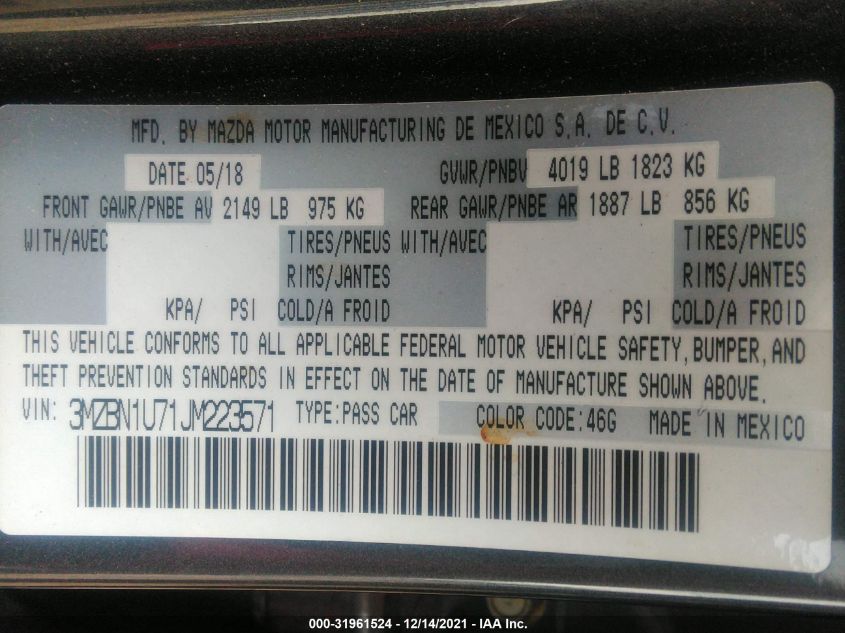 MFD. BY MAZDA MOTOR MANUFACTURING DE MEXICO S.A. DE C.V.
DATE 05/18 GVWR/PNBV 4019 LB 1823 KG
FRONT GAWR/PNBE AV 2149 LB 975 KG REAR GAWR/PNBE AR 1887 LB 856 KG
WITH/AVEC TIRES/PNEUS WITH/AVEC TIRES/PNEUS
RIMS/JANTES RIMS/JANTES
KPA/ PSI COLD/A FROID KPA/ PSI COLD/A FROID
THIS VEHICLE CONFORMS TO ALL APPLICABLE FEDERAL MOTOR VEHICLE SAFETY, BUMPER, AND
THEFT PREVENTION STANDARDS IN EFFECT ON THE DATE OF MANUFACTURE SHOWN ABOVE.
VIN: 3MZBN1U71JM223571 TYPE:PASS CAR COLOR CODE:46G MADE IN MEXICO
000-31961524 - 12/14/2021 - IAA Inc.